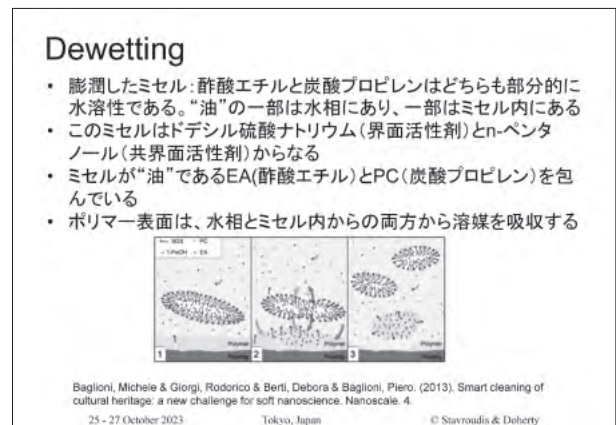 Dewetting
• 膨潤したミセル：酢酸エチルと炭酸プロピレンはどちらも部分的に
水溶性である。“油”の一部は水相にあり、一部はミセル内にある
• このミセルはドデシル硫酸ナトリウム（界面活性剤）とn-ペンタ
ノール（共界面活性剤）からなる
• ミセルが“油”であるEA(酢酸エチル)とPC（炭酸プロピレン）を包
んでいる
• ポリマー表面は、水相とミセル内からの両方から溶媒を吸収する
SDS PC
1-PeOH EA
Polymer
Polymer
Polymer
1
2
3
Baglioni, Michele & Giorgi, Rodorico & Berti, Debora & Baglioni, Piero. (2013). Smart cleaning of
cultural heritage: a new challenge for soft nanoscience. Nanoscale. 4.
25 - 27 October 2023 Tokyo, Japan © Stavroudis & Doherty